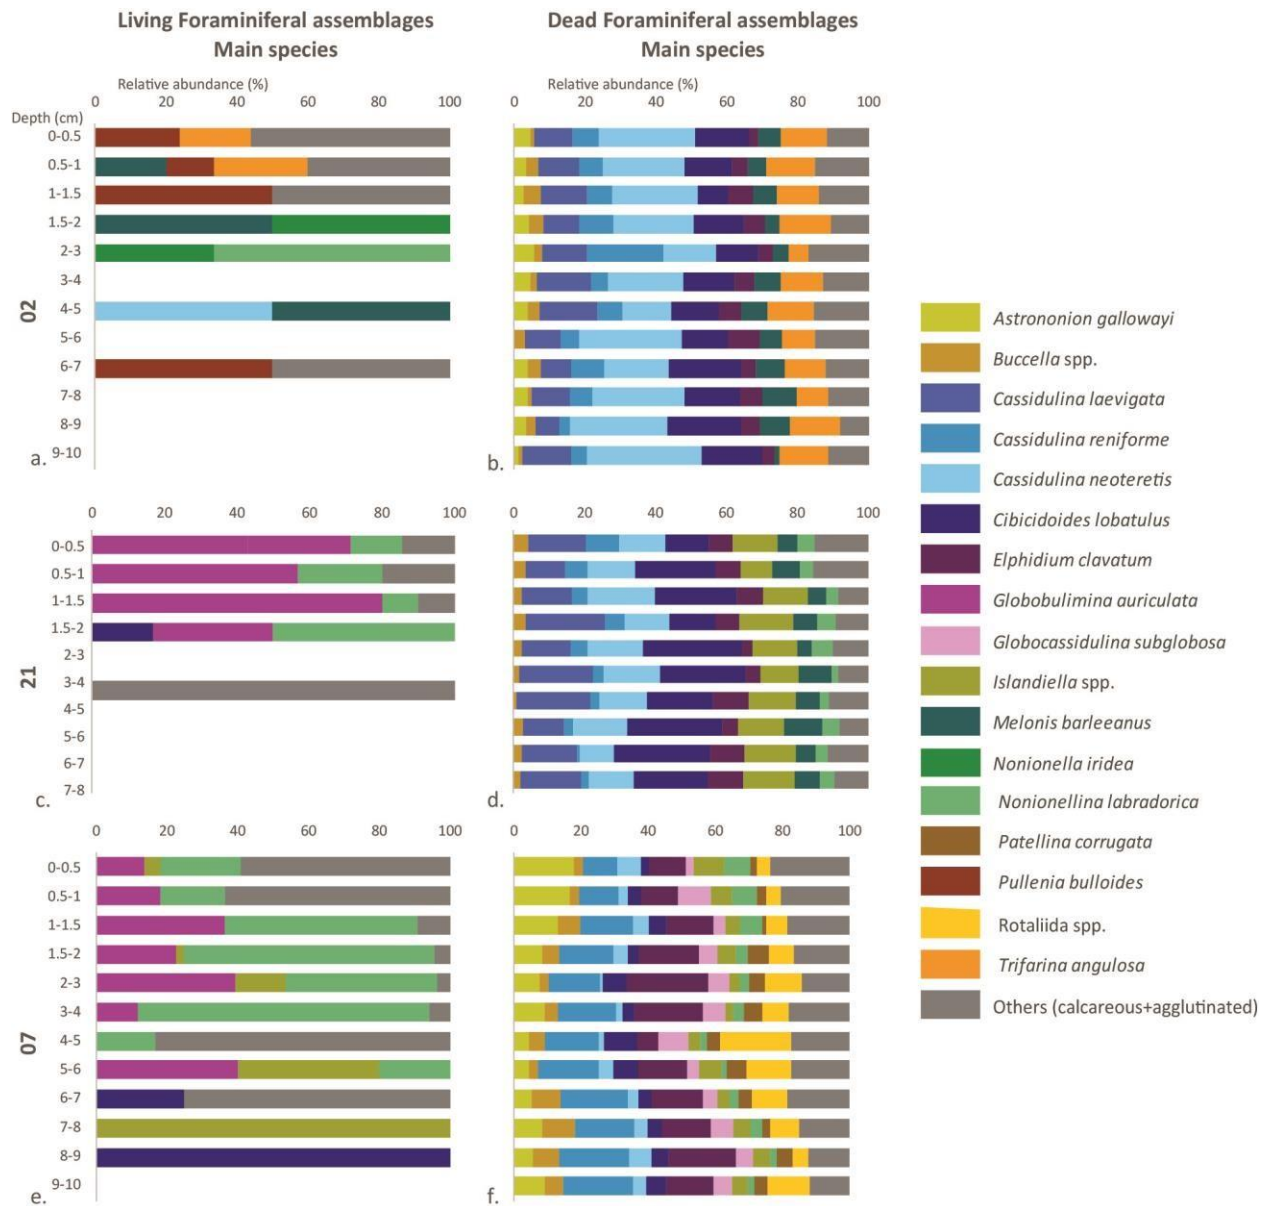 Living Foraminiferal assemblages
Main species
Dead Foraminiferal assemblages
Main species
Relative abundance (%)
0 20 40 60 80 100
Relative abundance (%)
0 20 40 60 80 100
Depth (cm)
0-0.5
0.5-1
1-1.5
1.5-2
2-3
3-4
4-5
5-6
6-7
7-8
8-9
9-10
02
a.
b.
0 20 40 60 80 100
0 20 40 60 80 100
0-0.5
0.5-1
1-1.5
1.5-2
2-3
3-4
4-5
5-6
6-7
7-8
21
c.
d.
0 20 40 60 80 100
0 20 40 60 80 100
0-0.5
0.5-1
1-1.5
1.5-2
2-3
3-4
4-5
5-6
6-7
7-8
8-9
9-10
07
e.
f.
Astrononion gallowayi
Buccella spp.
Cassidulina laevigata
Cassidulina reniforme
Cassidulina neoteretis
Cibicidoides lobatulus
Elphidium clavatum
Globobulimina auriculata
Globocassidulina subglobosa
Islandiella spp.
Melonis barleeanus
Nonionella iridea
Nonionellina labradorica
Patellina corrugata
Pullenia bulloides
Rotaliida spp.
Trifarina angulosa
Others (calcareous+agglutinated)